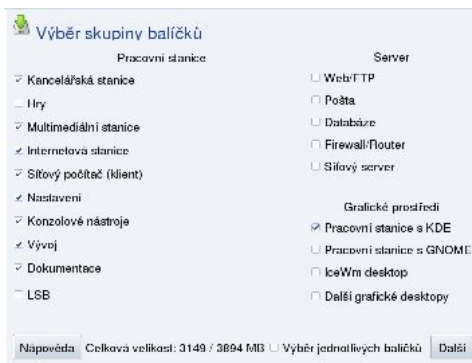 Výběr skupiny balíčků
Pracovní stanice
Kancelářská stanice
Hry
Multimediální stanice
Internetová stanice
Síťový počítač (klient)
Nastavení
Konzolové nástroje
Vývoj
Dokumentace
LSB
Server
Web/FTP
Pošta
Databáze
Firewall/Router
Síťový server
Grafické prostředí
Pracovní stanice s KDE
Pracovní stanice s GNOME
IceWm desktop
Další grafické desktopy
Nápověda Celková velikost: 3149 / 3894 MB Výběr jednotlivých balíčků Další